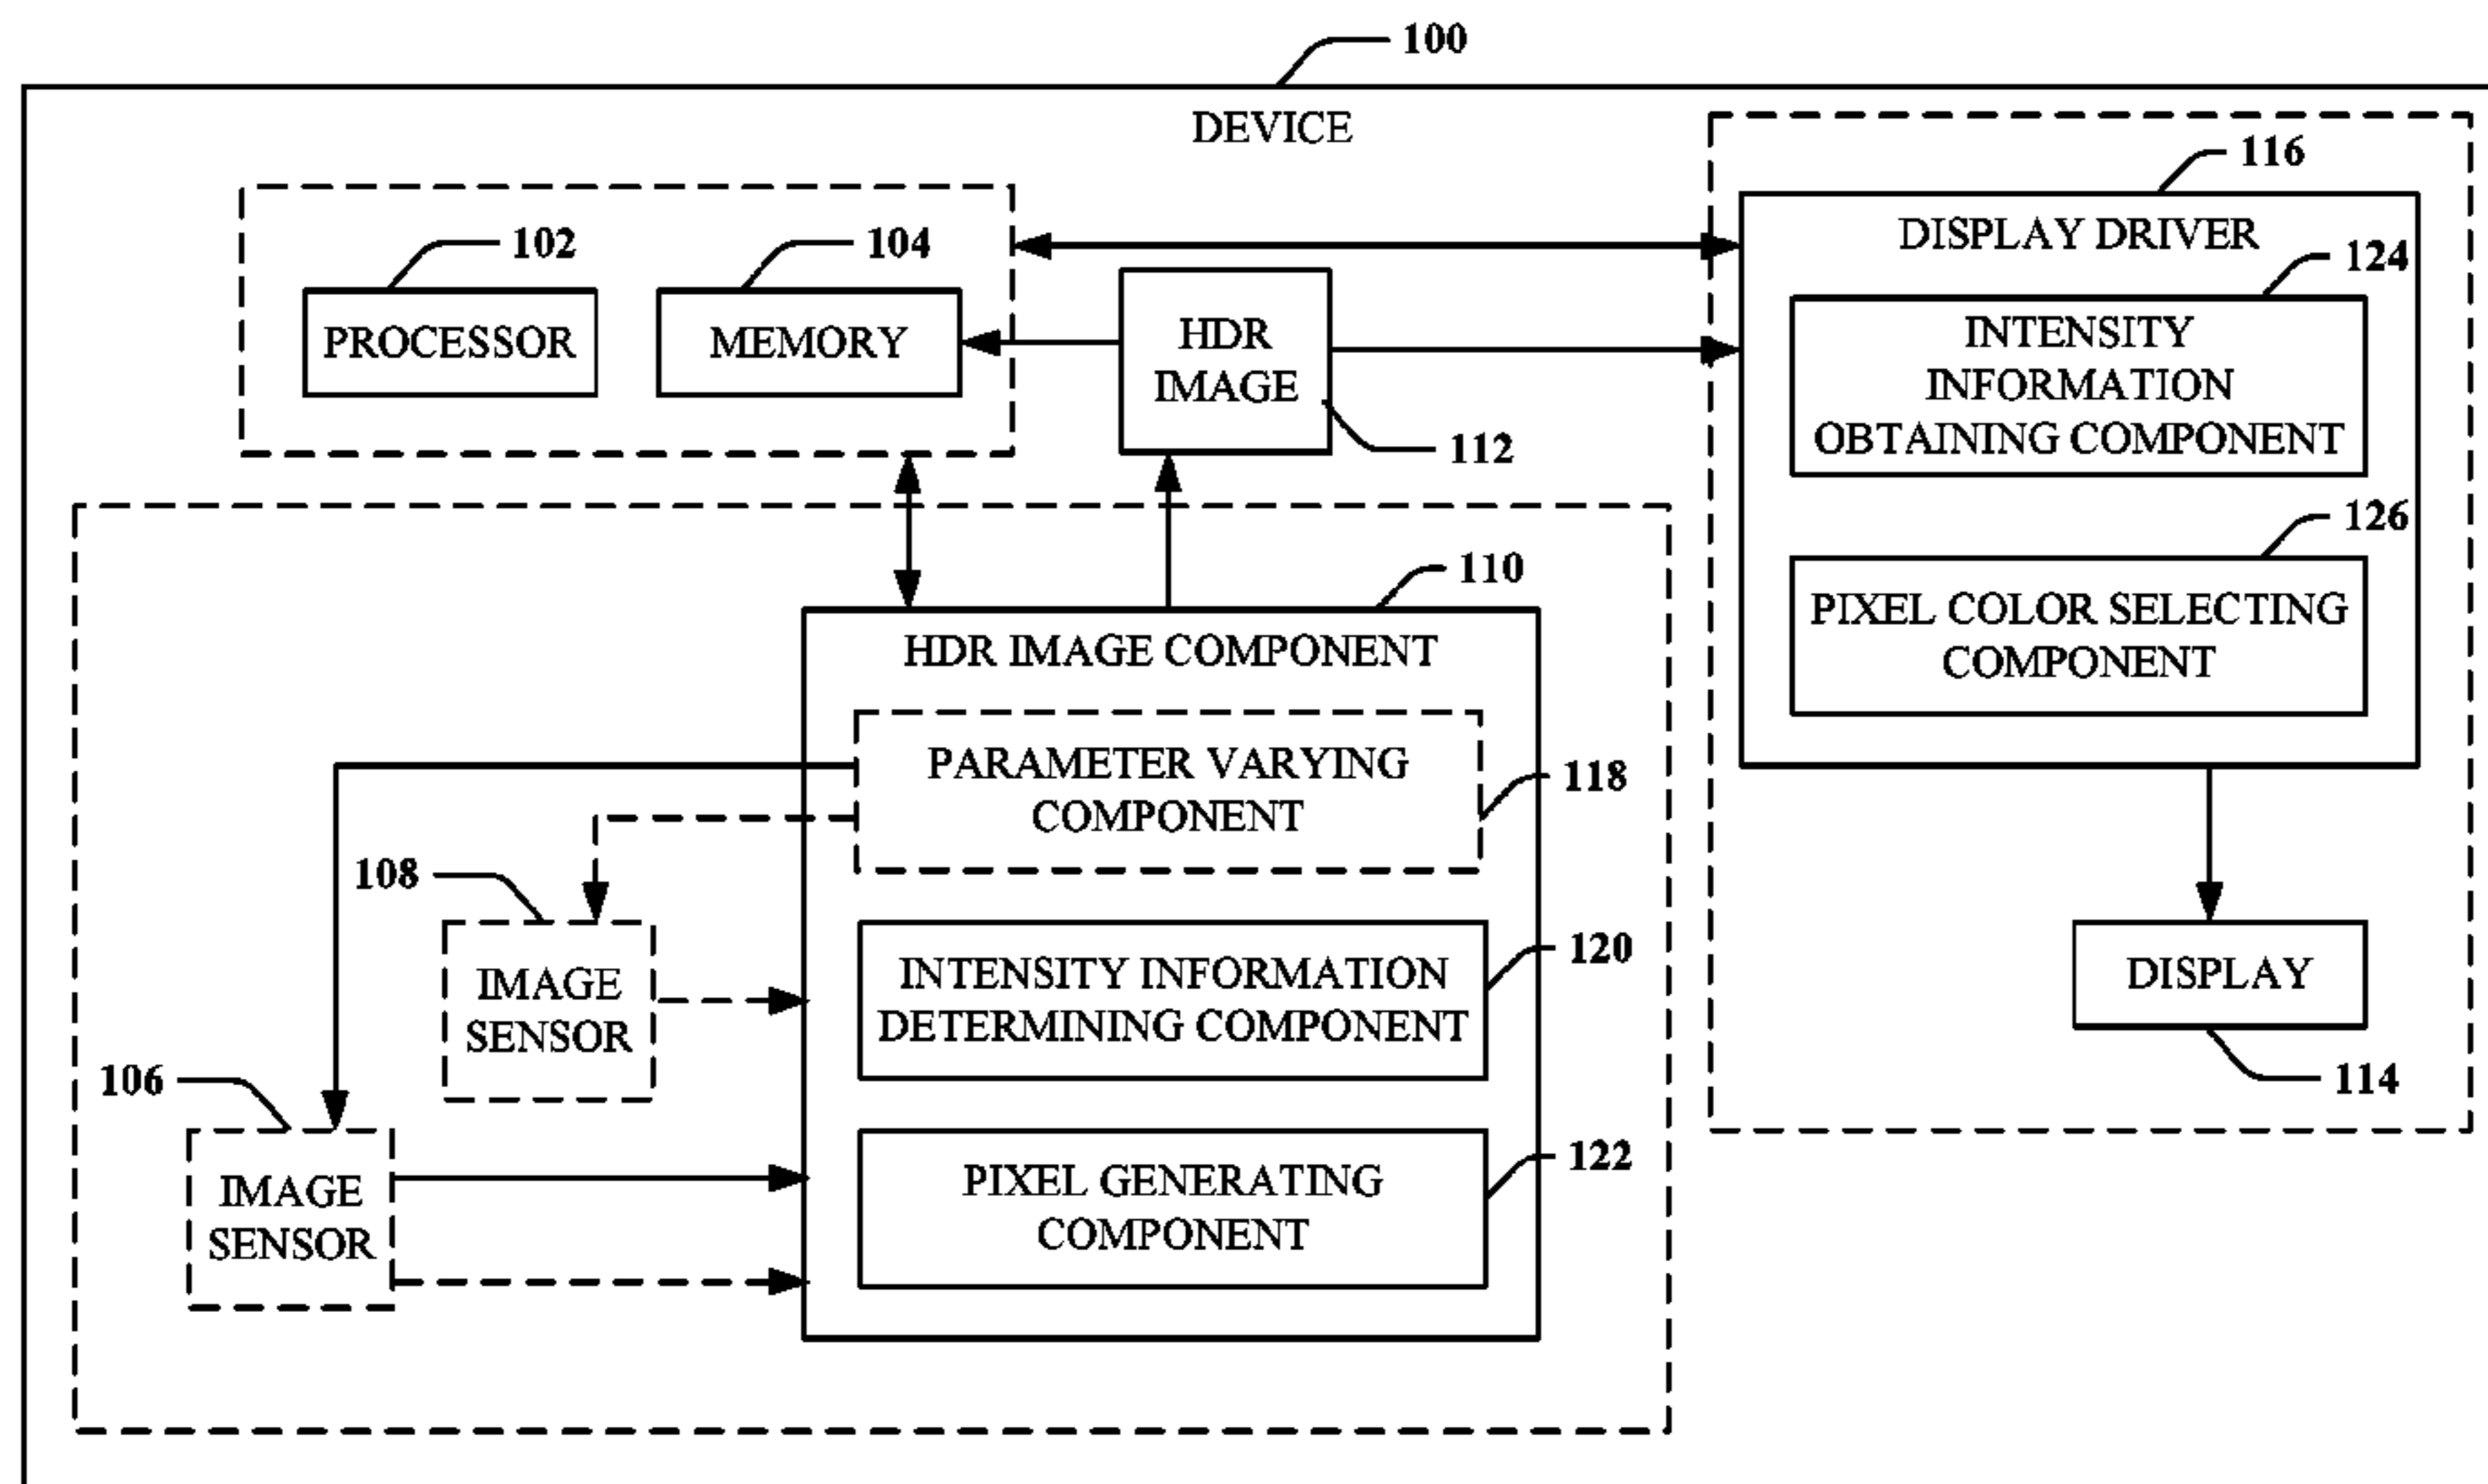 100
DEVICE
116
DISPLAY DRIVER
102
104
124
PROCESSOR
MEMORY
HDR
IMAGE
112
INTENSITY
INFORMATION
OBTAINING COMPONENT
126
PIXEL COLOR SELECTING
COMPONENT
110
HDR IMAGE COMPONENT
PARAMETER VARYING
COMPONENT
118
108
IMAGE
SENSOR
120
INTENSITY INFORMATION
DETERMINING COMPONENT
DISPLAY
114
106
IMAGE
SENSOR
122
PIXEL GENERATING
COMPONENT